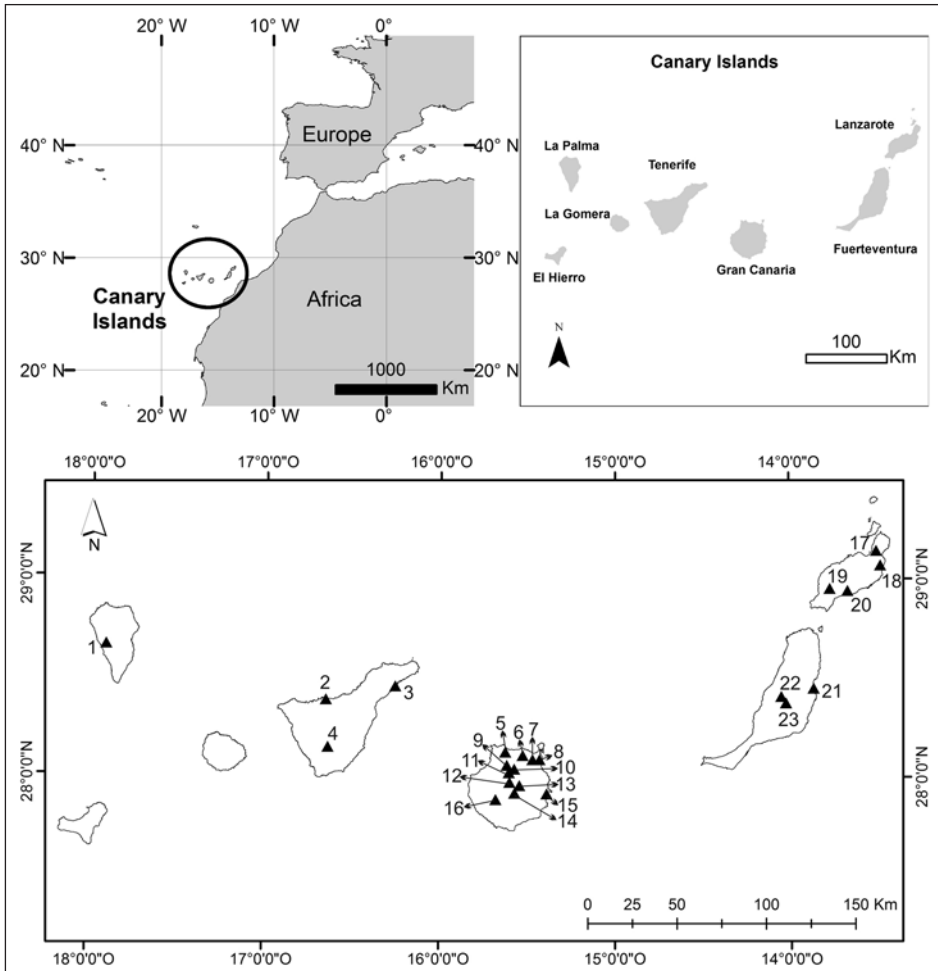 20° W
10° W
0°
40° N
40° N
30° N
30° N
20° N
20° N
Europe
Africa
Canary
Islands
1000
Km
20° W
10° W
0°
Canary Islands
La Palma
Tenerife
Lanzarote
La Gomera
El Hierro
Gran Canaria
Fuerteventura
N
100
Km
18°0'0"O
17°0'0"O
16°0'0"O
15°0'0"O
14°0'0"O
29°0'0"N
29°0'0"N
28°0'0"N
28°0'0"N
N
1
2
3
4
5
6
7
8
9
10
11
12
13
14
15
16
17
18
19
20
21
22
23
0 25 50 100 150 Km
18°0'0"O
17°0'0"O
16°0'0"O
15°0'0"O
14°0'0"O